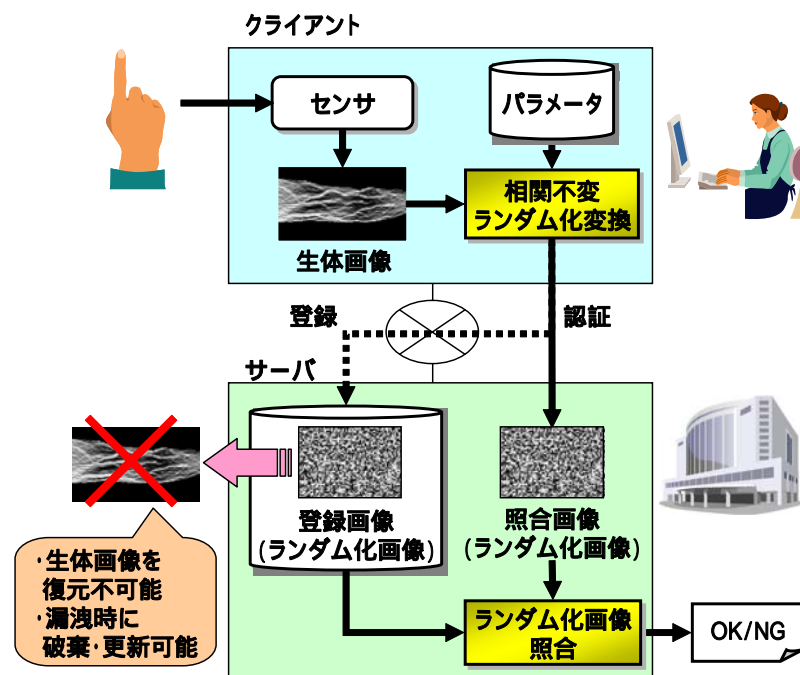 クライアント
センサ
パラメータ
相関不変
ランダム化変換
生体画像
登録
認証
サーバ
登録画像
(ランダム化画像)
照合画像
(ランダム化画像)
・生体画像を
復元不可能
・漏洩時に
破棄・更新可能
ランダム化画像
照合
OK/NG